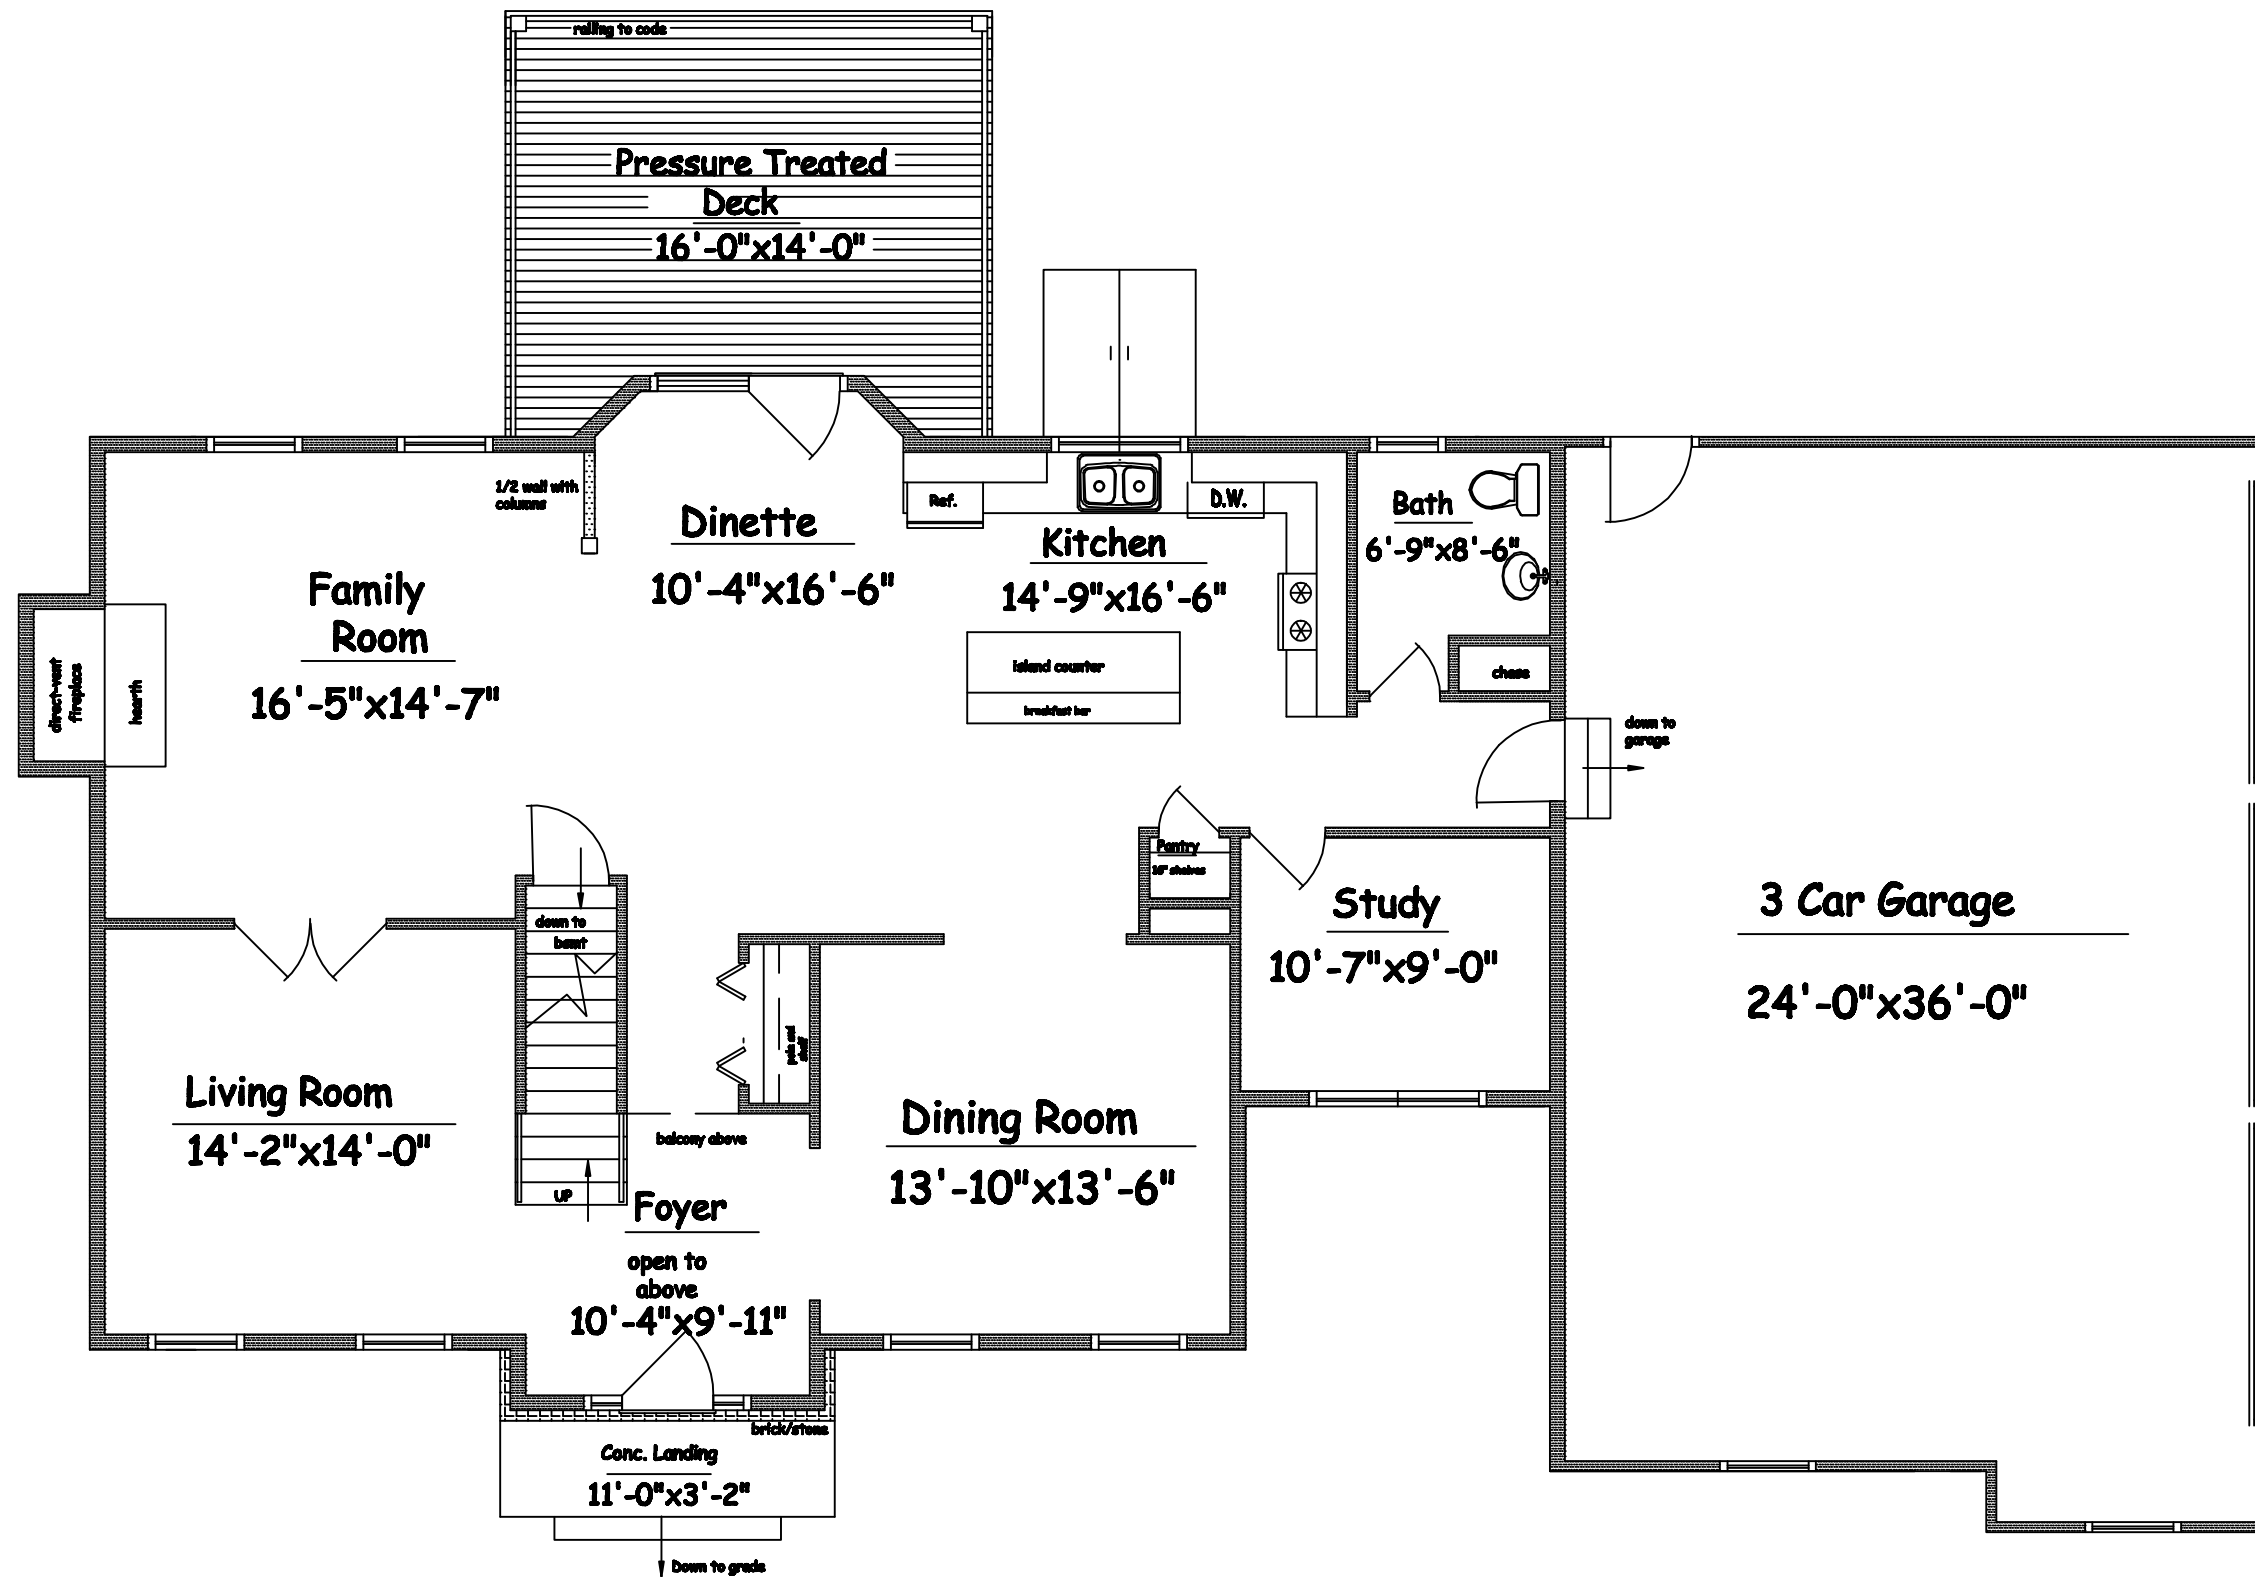 railing to code
Pressure Treated
Deck
16'-0"x14'-0"
1/2 wall with
columns
Ref.
D.W.
Bath
6'-9"x8'-6"
Dinette
10'-4"x16'-6"
Kitchen
14'-9"x16'-6"
Family
Room
16'-5"x14'-7"
direct-vent
fireplace
hearth
island counter
breakfast bar
chase
down to
garage
Pantry
16" shelves
down to
bsmt
Study
10'-7"x9'-0"
3 Car Garage
24'-0"x36'-0"
pole and
shelf
Living Room
14'-2"x14'-0"
balcony above
Dining Room
13'-10"x13'-6"
UP
Foyer
open to
above
10'-4"x9'-11"
brick/stone
Conc. Landing
11'-0"x3'-2"
Down to grade